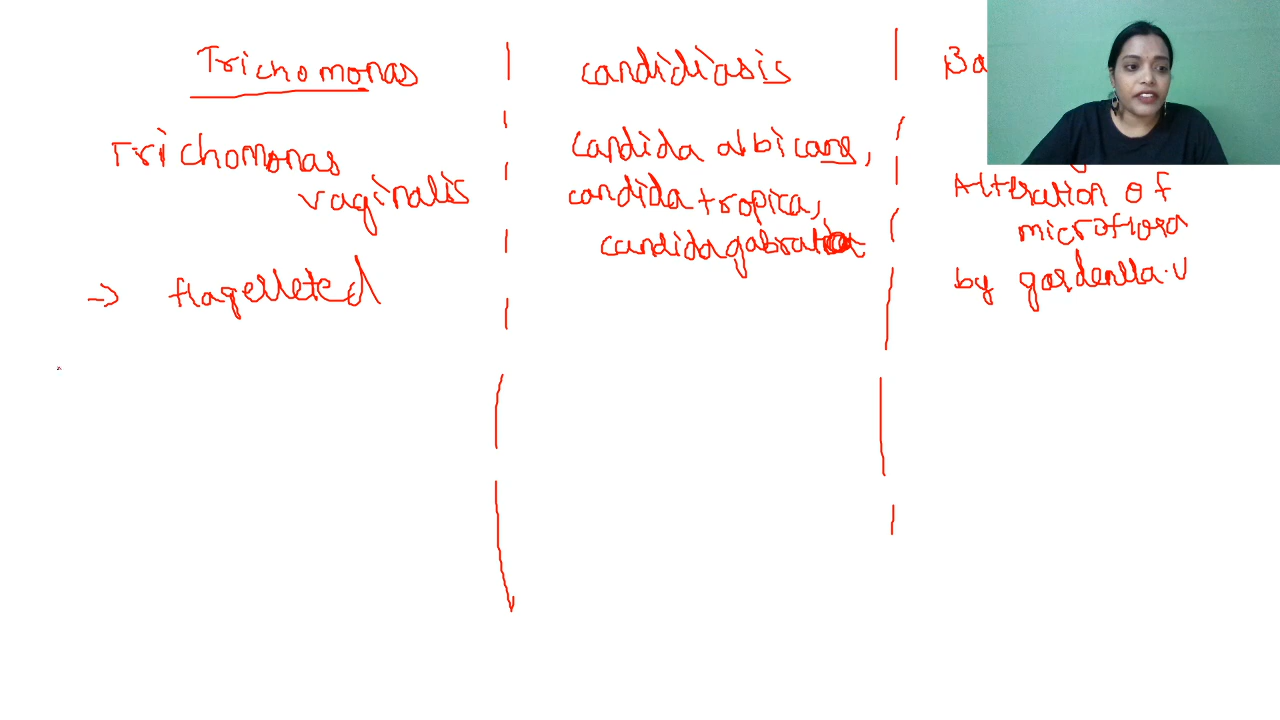 Trichomonas
Trichomonas
vaginalis
→ flagelleted
candidiasis
candida albicans,
candida tropica,
candida gabrata
Ba
Alteration of
microflora
by gardenlla.v